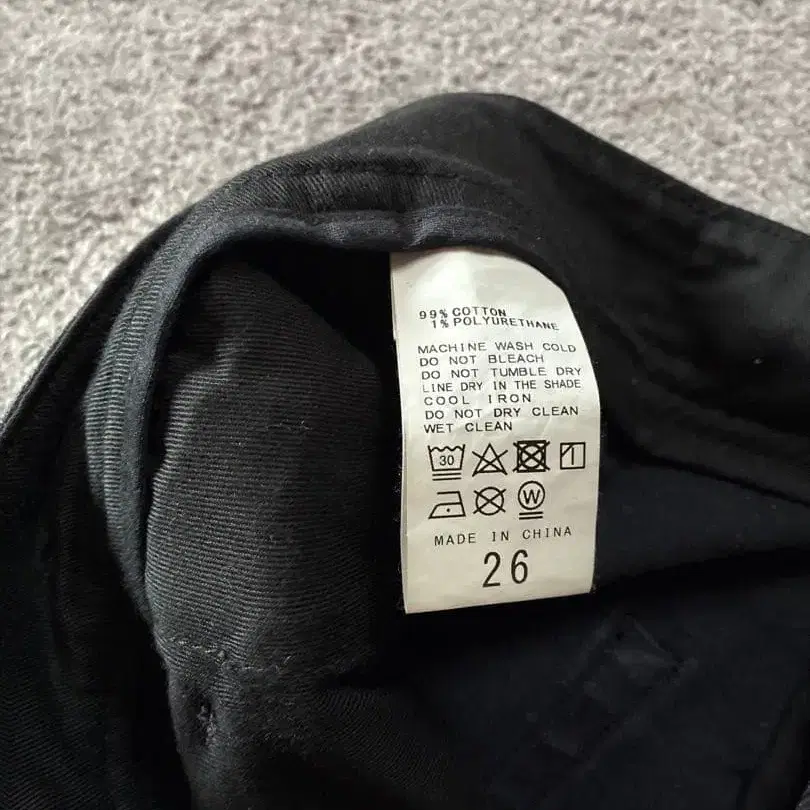 99% COTTON
1% POLYURETHANE
MACHINE WASH COLD
DO NOT BLEACH
DO NOT TUMBLE DRY
LINE DRY IN THE SHADE
COOL IRON
DO NOT DRY CLEAN
WET CLEAN
30
W
MADE IN CHINA
26